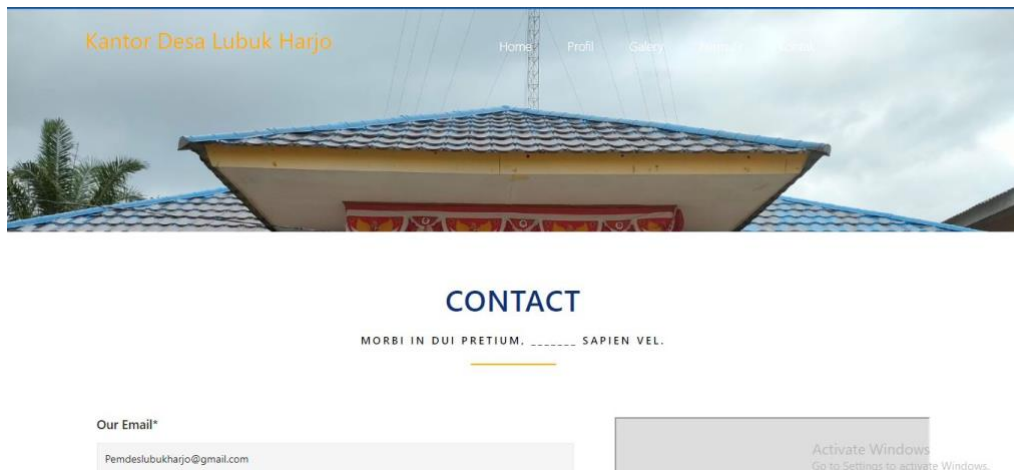 Kantor Desa Lubuk Harjo
Home Profil Galery
CONTACT
MORBI IN DUI PRETIUM, _______ SAPIEN VEL.
Our Email*
Pemdeslubukharjo@gmail.com
Activate Windows
Go to Settings to activate Windows.